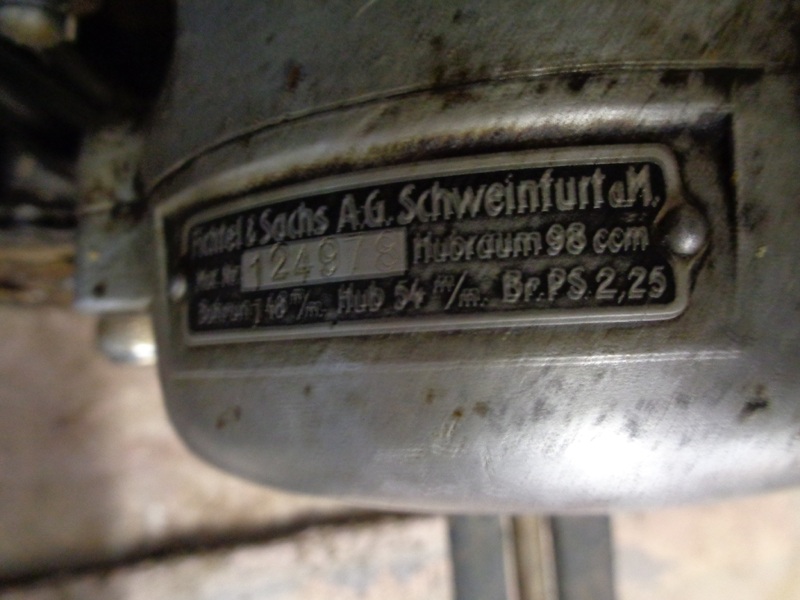 Fichtel & Sachs A.G. Schweinfurt a.M.
Mot. Nr. 124978 Hubraum 98 ccm
Bohrung 48 m/m. Hub 54 m/m. Br. PS. 2,25